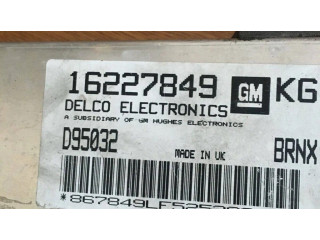 16227849 GM KG
DELCO ELECTRONICS
A SUBSIDIARY OF GM HUGHES ELECTRONICS
D95032 MADE IN UK BRNX